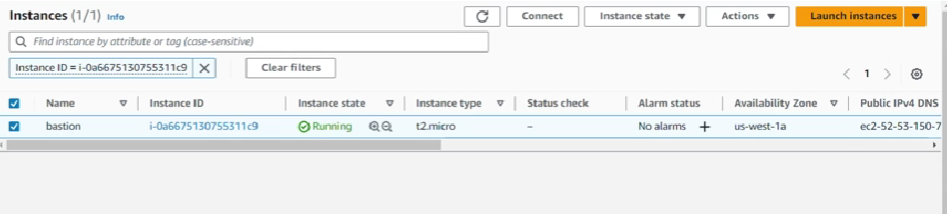 Instances (1/1) Info
Connect Instance state Actions Launch instances
Find instance by attribute or tag (case-sensitive)
Instance ID = i-0a6675130755311c9 Clear filters
1
Name Instance ID Instance state Instance type Status check Alarm status Availability Zone Public IPv4 DNS
bastion i-0a6675130755311c9 Running t2.micro – No alarms us-west-1a ec2-52-53-150-7